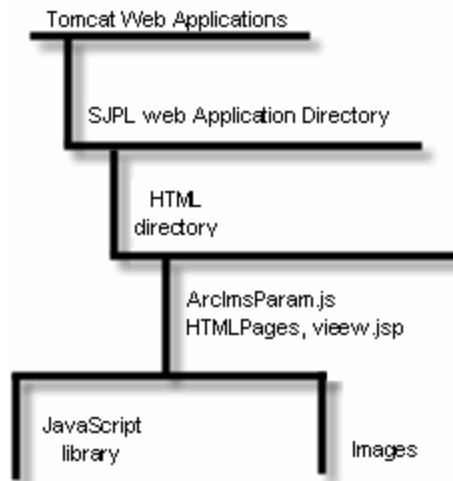 Tomcat Web Applications
SJPL web Application Directory
HTML
directory
ArcImsParam.js
HTMLPages, vieew.jsp
JavaScript
library
Images